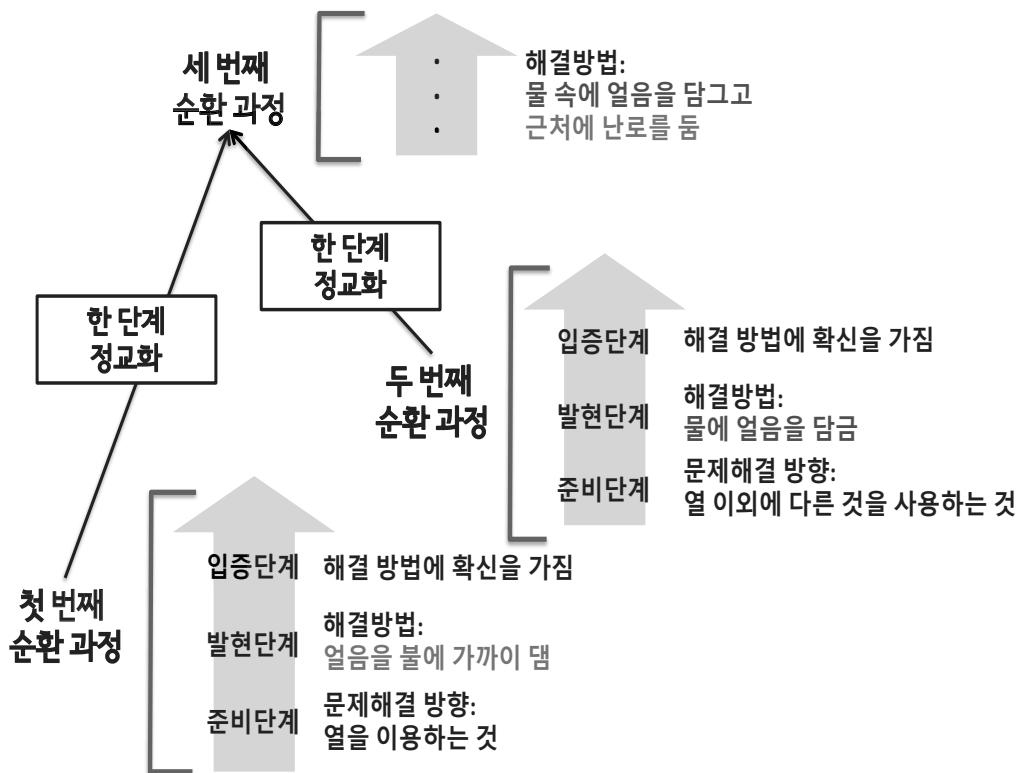 세 번째
순환 과정
해결방법:
물 속에 얼음을 담그고
근처에 난로를 둠
한 단계
정교화
한 단계
정교화
두 번째
순환 과정
입증단계 해결 방법에 확신을 가짐
발현단계 해결방법:
물에 얼음을 담금
준비단계 문제해결 방향:
열 이외에 다른 것을 사용하는 것
첫 번째
순환 과정
입증단계 해결 방법에 확신을 가짐
발현단계 해결방법:
얼음을 불에 가까이 댐
준비단계 문제해결 방향:
열을 이용하는 것